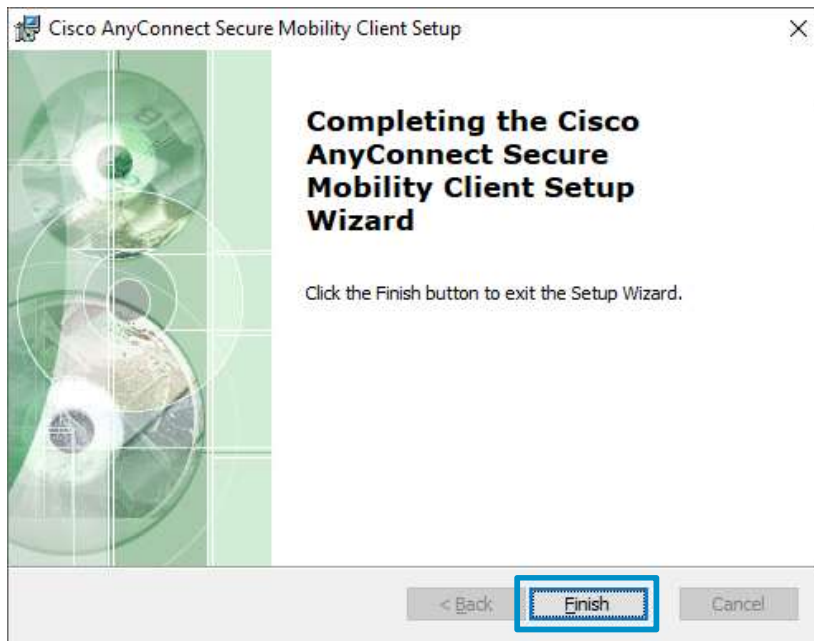 Cisco AnyConnect Secure Mobility Client Setup
Completing the Cisco
AnyConnect Secure
Mobility Client Setup
Wizard
Click the Finish button to exit the Setup Wizard.
< Back
Finish
Cancel